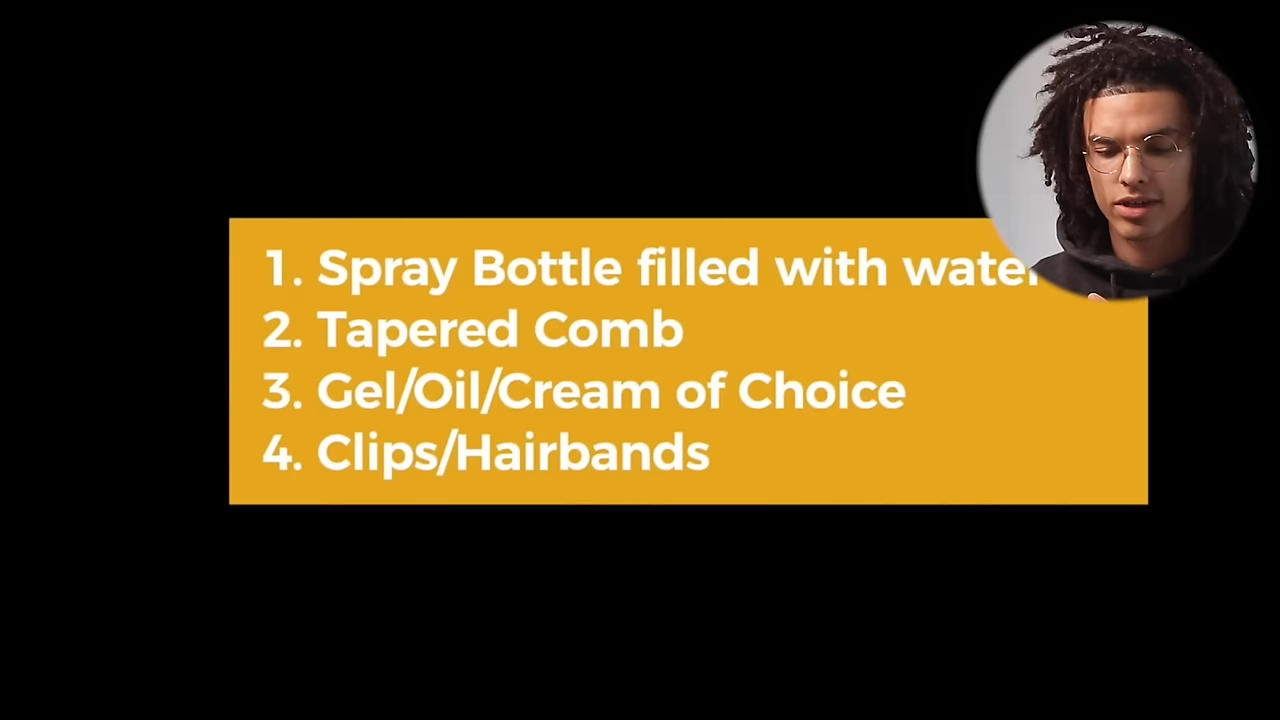 1. Spray Bottle filled with water
2. Tapered Comb
3. Gel/Oil/Cream of Choice
4. Clips/Hairbands